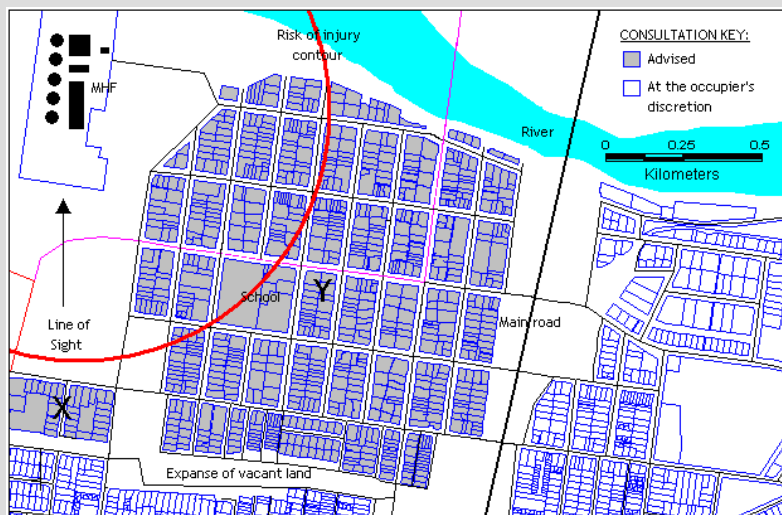 Risk of injury
contour
MHF
CONSULTATION KEY:
Advised
At the occupier's
discretion
River
0 0.25 0.5
Kilometers
School
Y
Line of
Sight
Main road
X
Expanse of vacant land